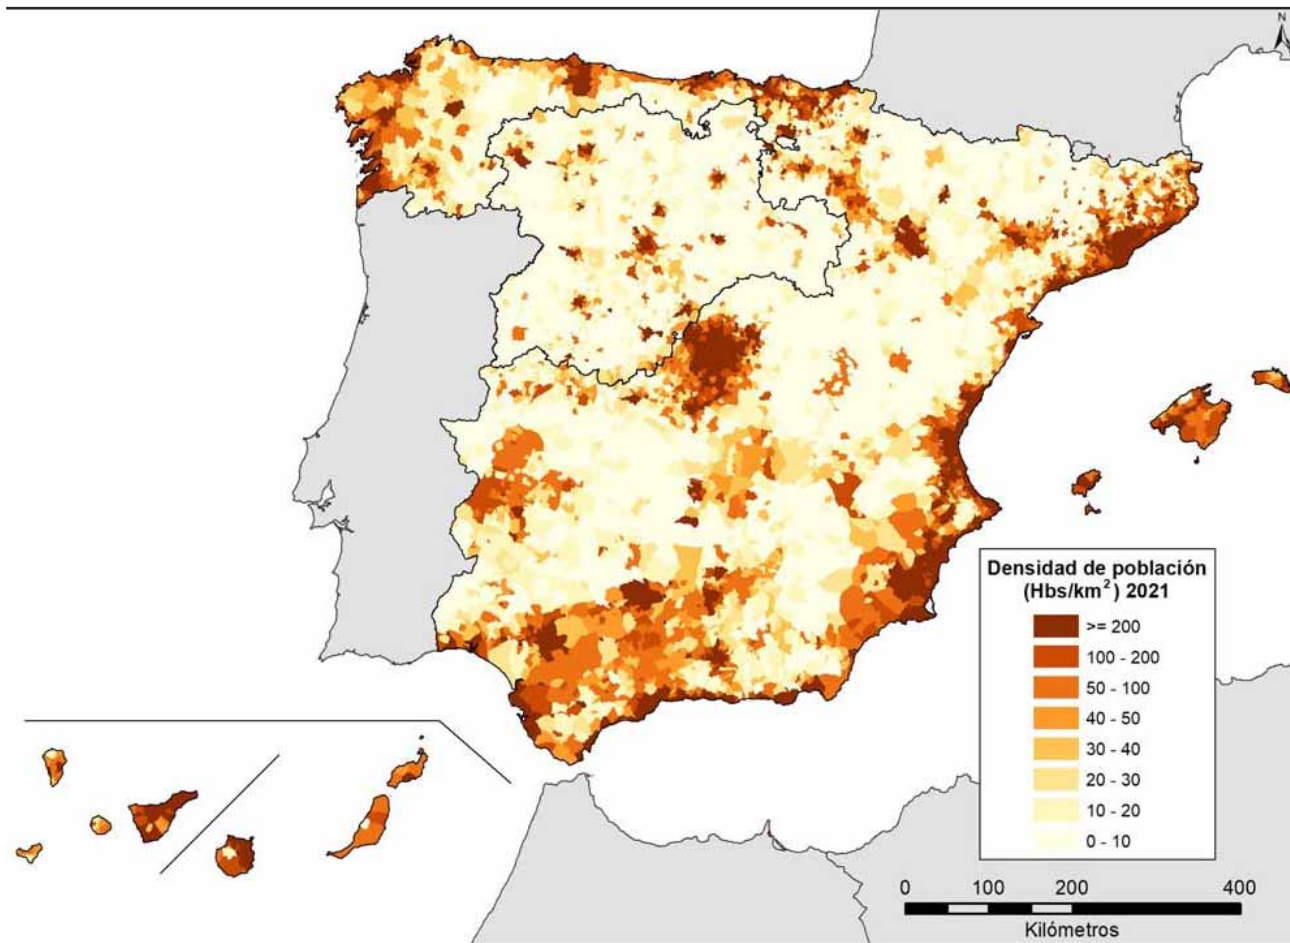 N
Densidad de población
(Hbs/km²) 2021
>= 200
100 - 200
50 - 100
40 - 50
30 - 40
20 - 30
10 - 20
0 - 10
0 100 200 400
Kilómetros